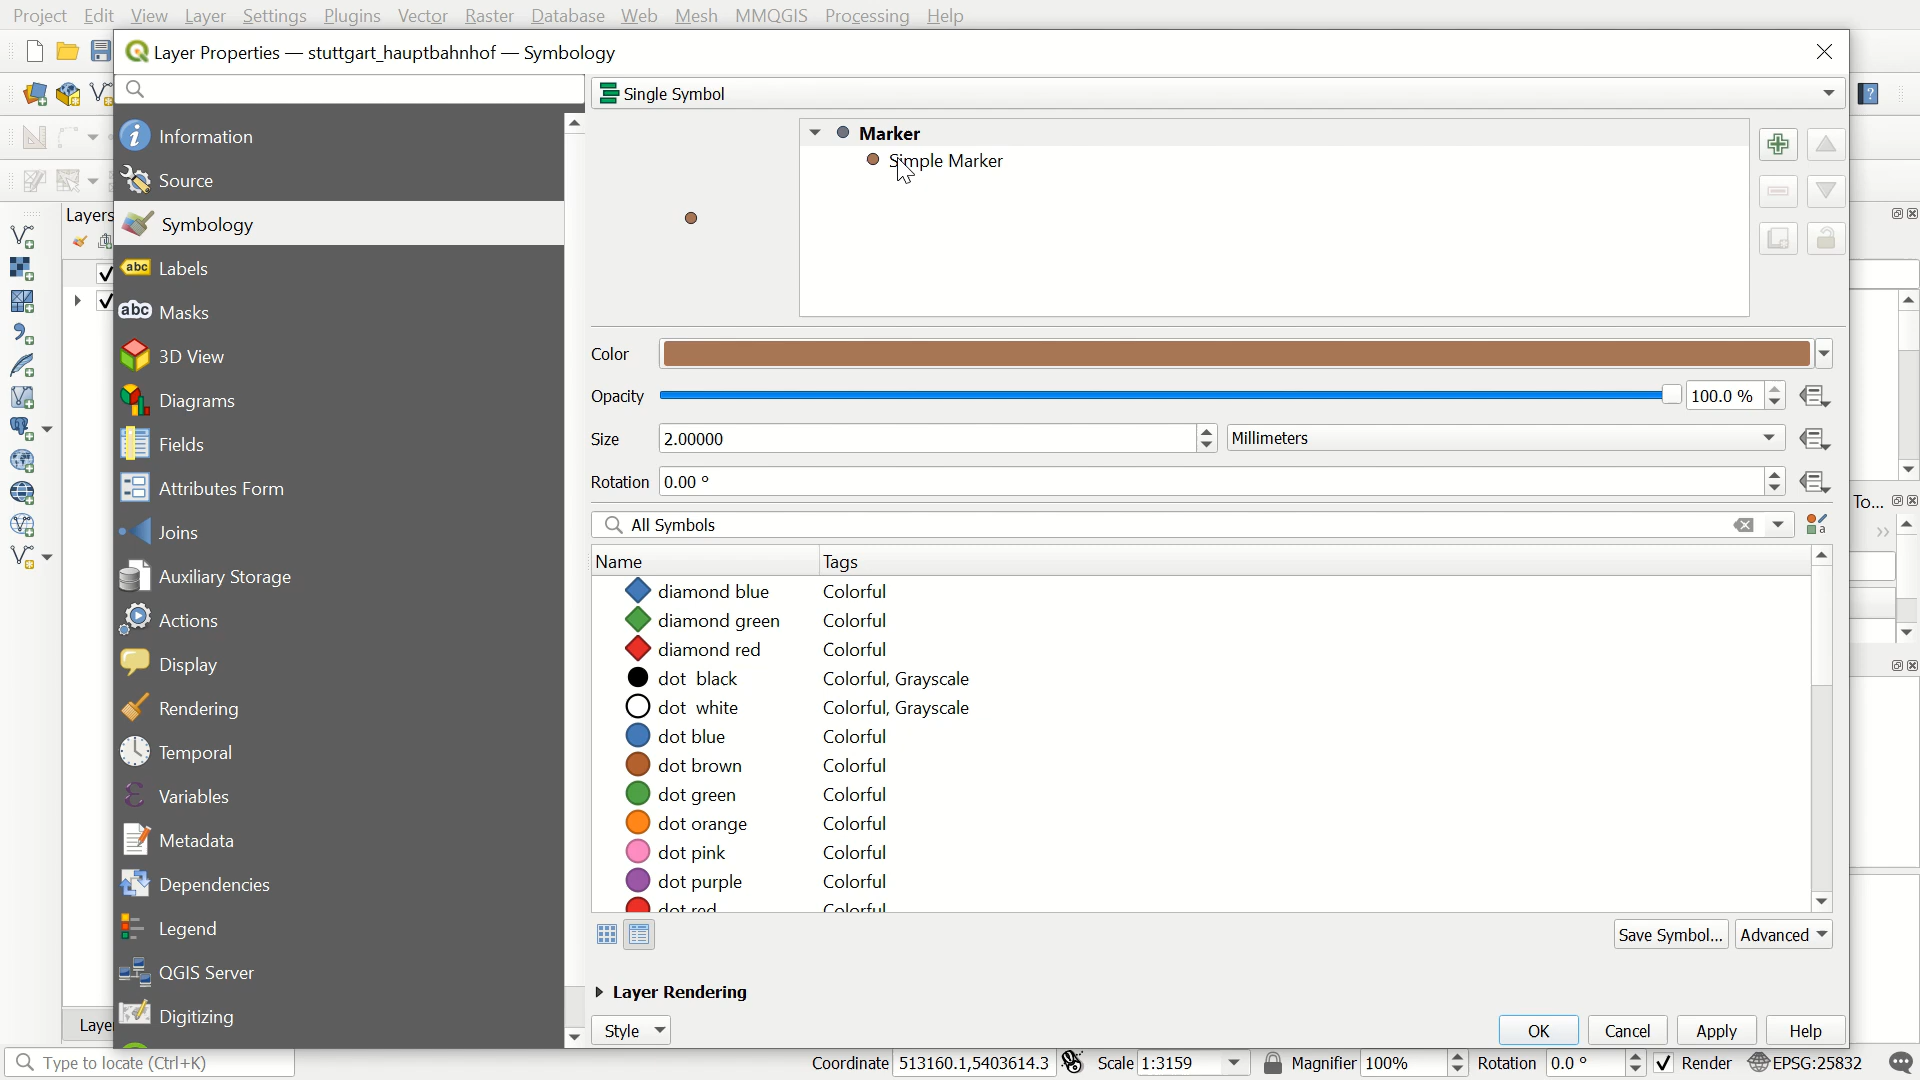 Project Edit View Layer Settings Plugins Vector Raster Database Web Mesh MMQGIS Processing Help
Layer Properties — stuttgart_hauptbahnhof — Symbology
Single Symbol
Information
Source
Symbology
Labels
Masks
3D View
Diagrams
Fields
Attributes Form
Joins
Auxiliary Storage
Actions
Display
Rendering
Temporal
Variables
Metadata
Dependencies
Legend
QGIS Server
Digitizing
Layers
Marker
Simple Marker
Color
Opacity 100.0 %
Size 2.00000 Millimeters
Rotation 0.00 °
All Symbols
Name Tags
diamond blue Colorful
diamond green Colorful
diamond red Colorful
dot black Colorful, Grayscale
dot white Colorful, Grayscale
dot blue Colorful
dot brown Colorful
dot green Colorful
dot orange Colorful
dot pink Colorful
dot purple Colorful
dot red Colorful
Save Symbol... Advanced
Layer Rendering
Style OK Cancel Apply Help
To...
Laye
Type to locate (Ctrl+K) Coordinate 513160.1,5403614.3 Scale 1:3159 Magnifier 100% Rotation 0.0 ° Render EPSG:25832